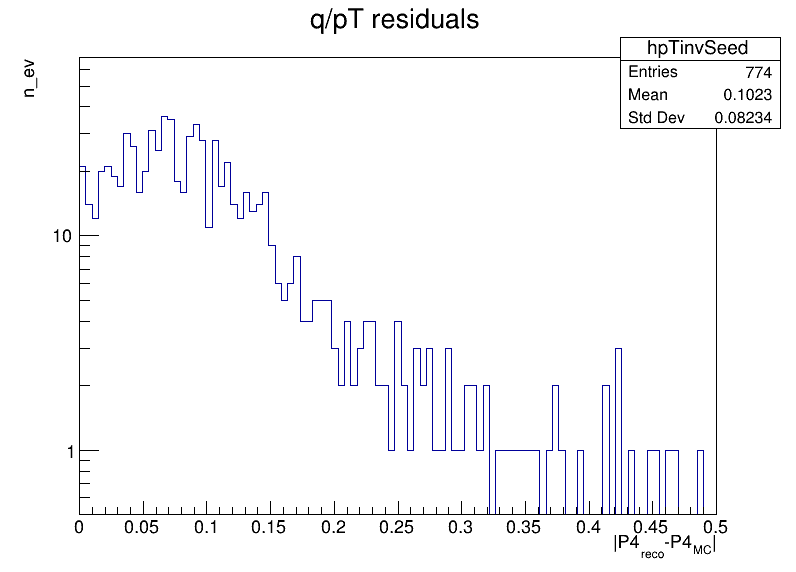 q/pT residuals
n_ev
hpTinvSeed
Entries 774
Mean 0.1023
Std Dev 0.08234
10
1
0 0.05 0.1 0.15 0.2 0.25 0.3 0.35 0.4 0.45 0.5
|P4reco-P4MC|